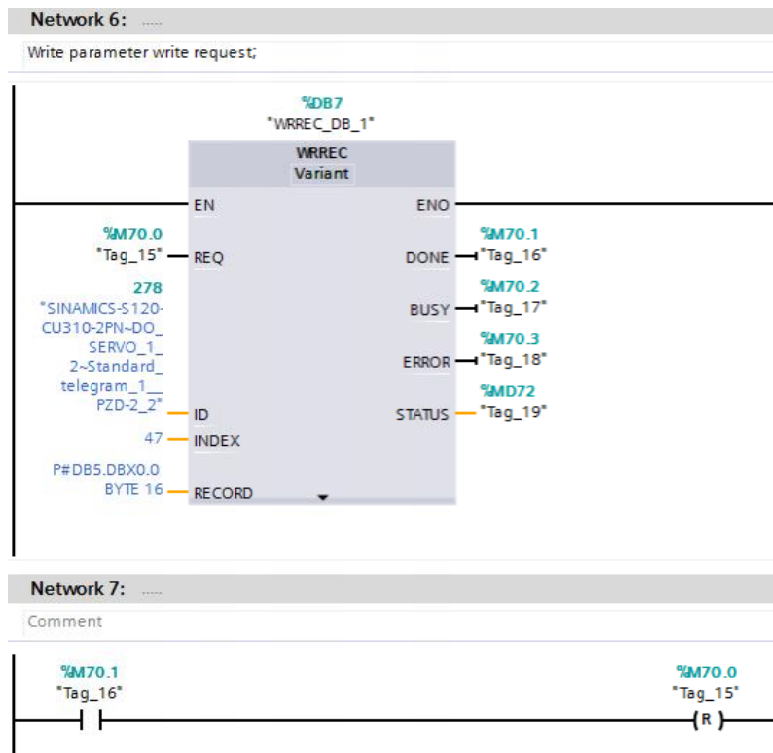 Network 6: .....
Write parameter write request;
%DB7
"WRREC_DB_1"
WRREC
Variant
EN
ENO
%M70.0
"Tag_15"
REQ
%M70.1
DONE
"Tag_16"
278
"SINAMICS-S120-
CU310-2PN~DO_
SERVO_1_
2~Standard_
telegram_1__
PZD-2_2"
ID
%M70.2
BUSY
"Tag_17"
%M70.3
ERROR
"Tag_18"
%MD72
STATUS
"Tag_19"
47
INDEX
P#DB5.DBX0.0
BYTE 16
RECORD
Network 7: .....
Comment
%M70.1
"Tag_16"
%M70.0
"Tag_15"
R